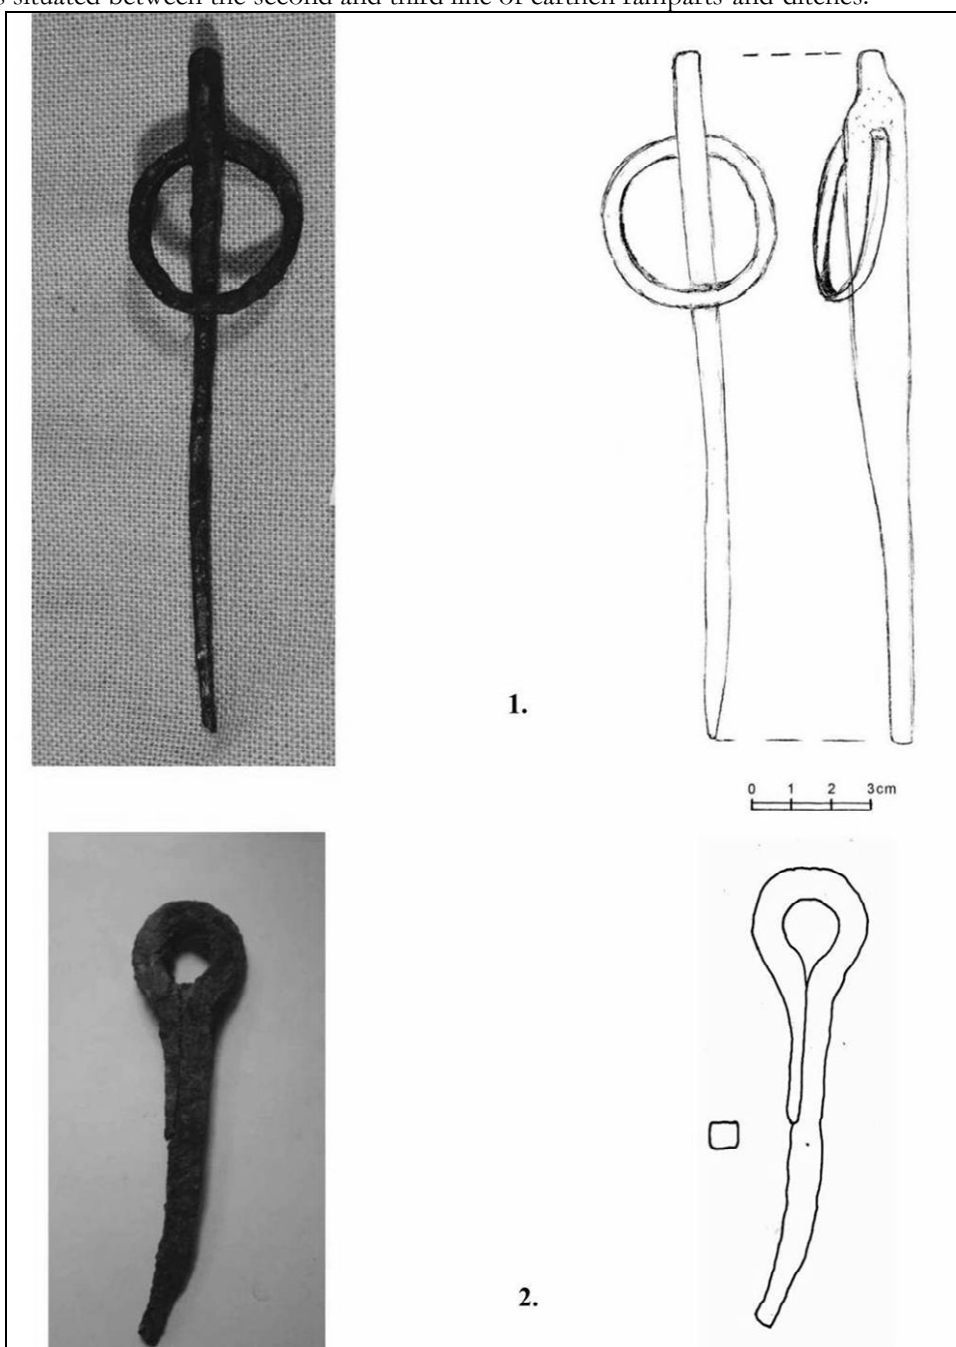 situated between the second and third line of earthen ramparts and ditches.
1.
0 1 2 3cm
2.